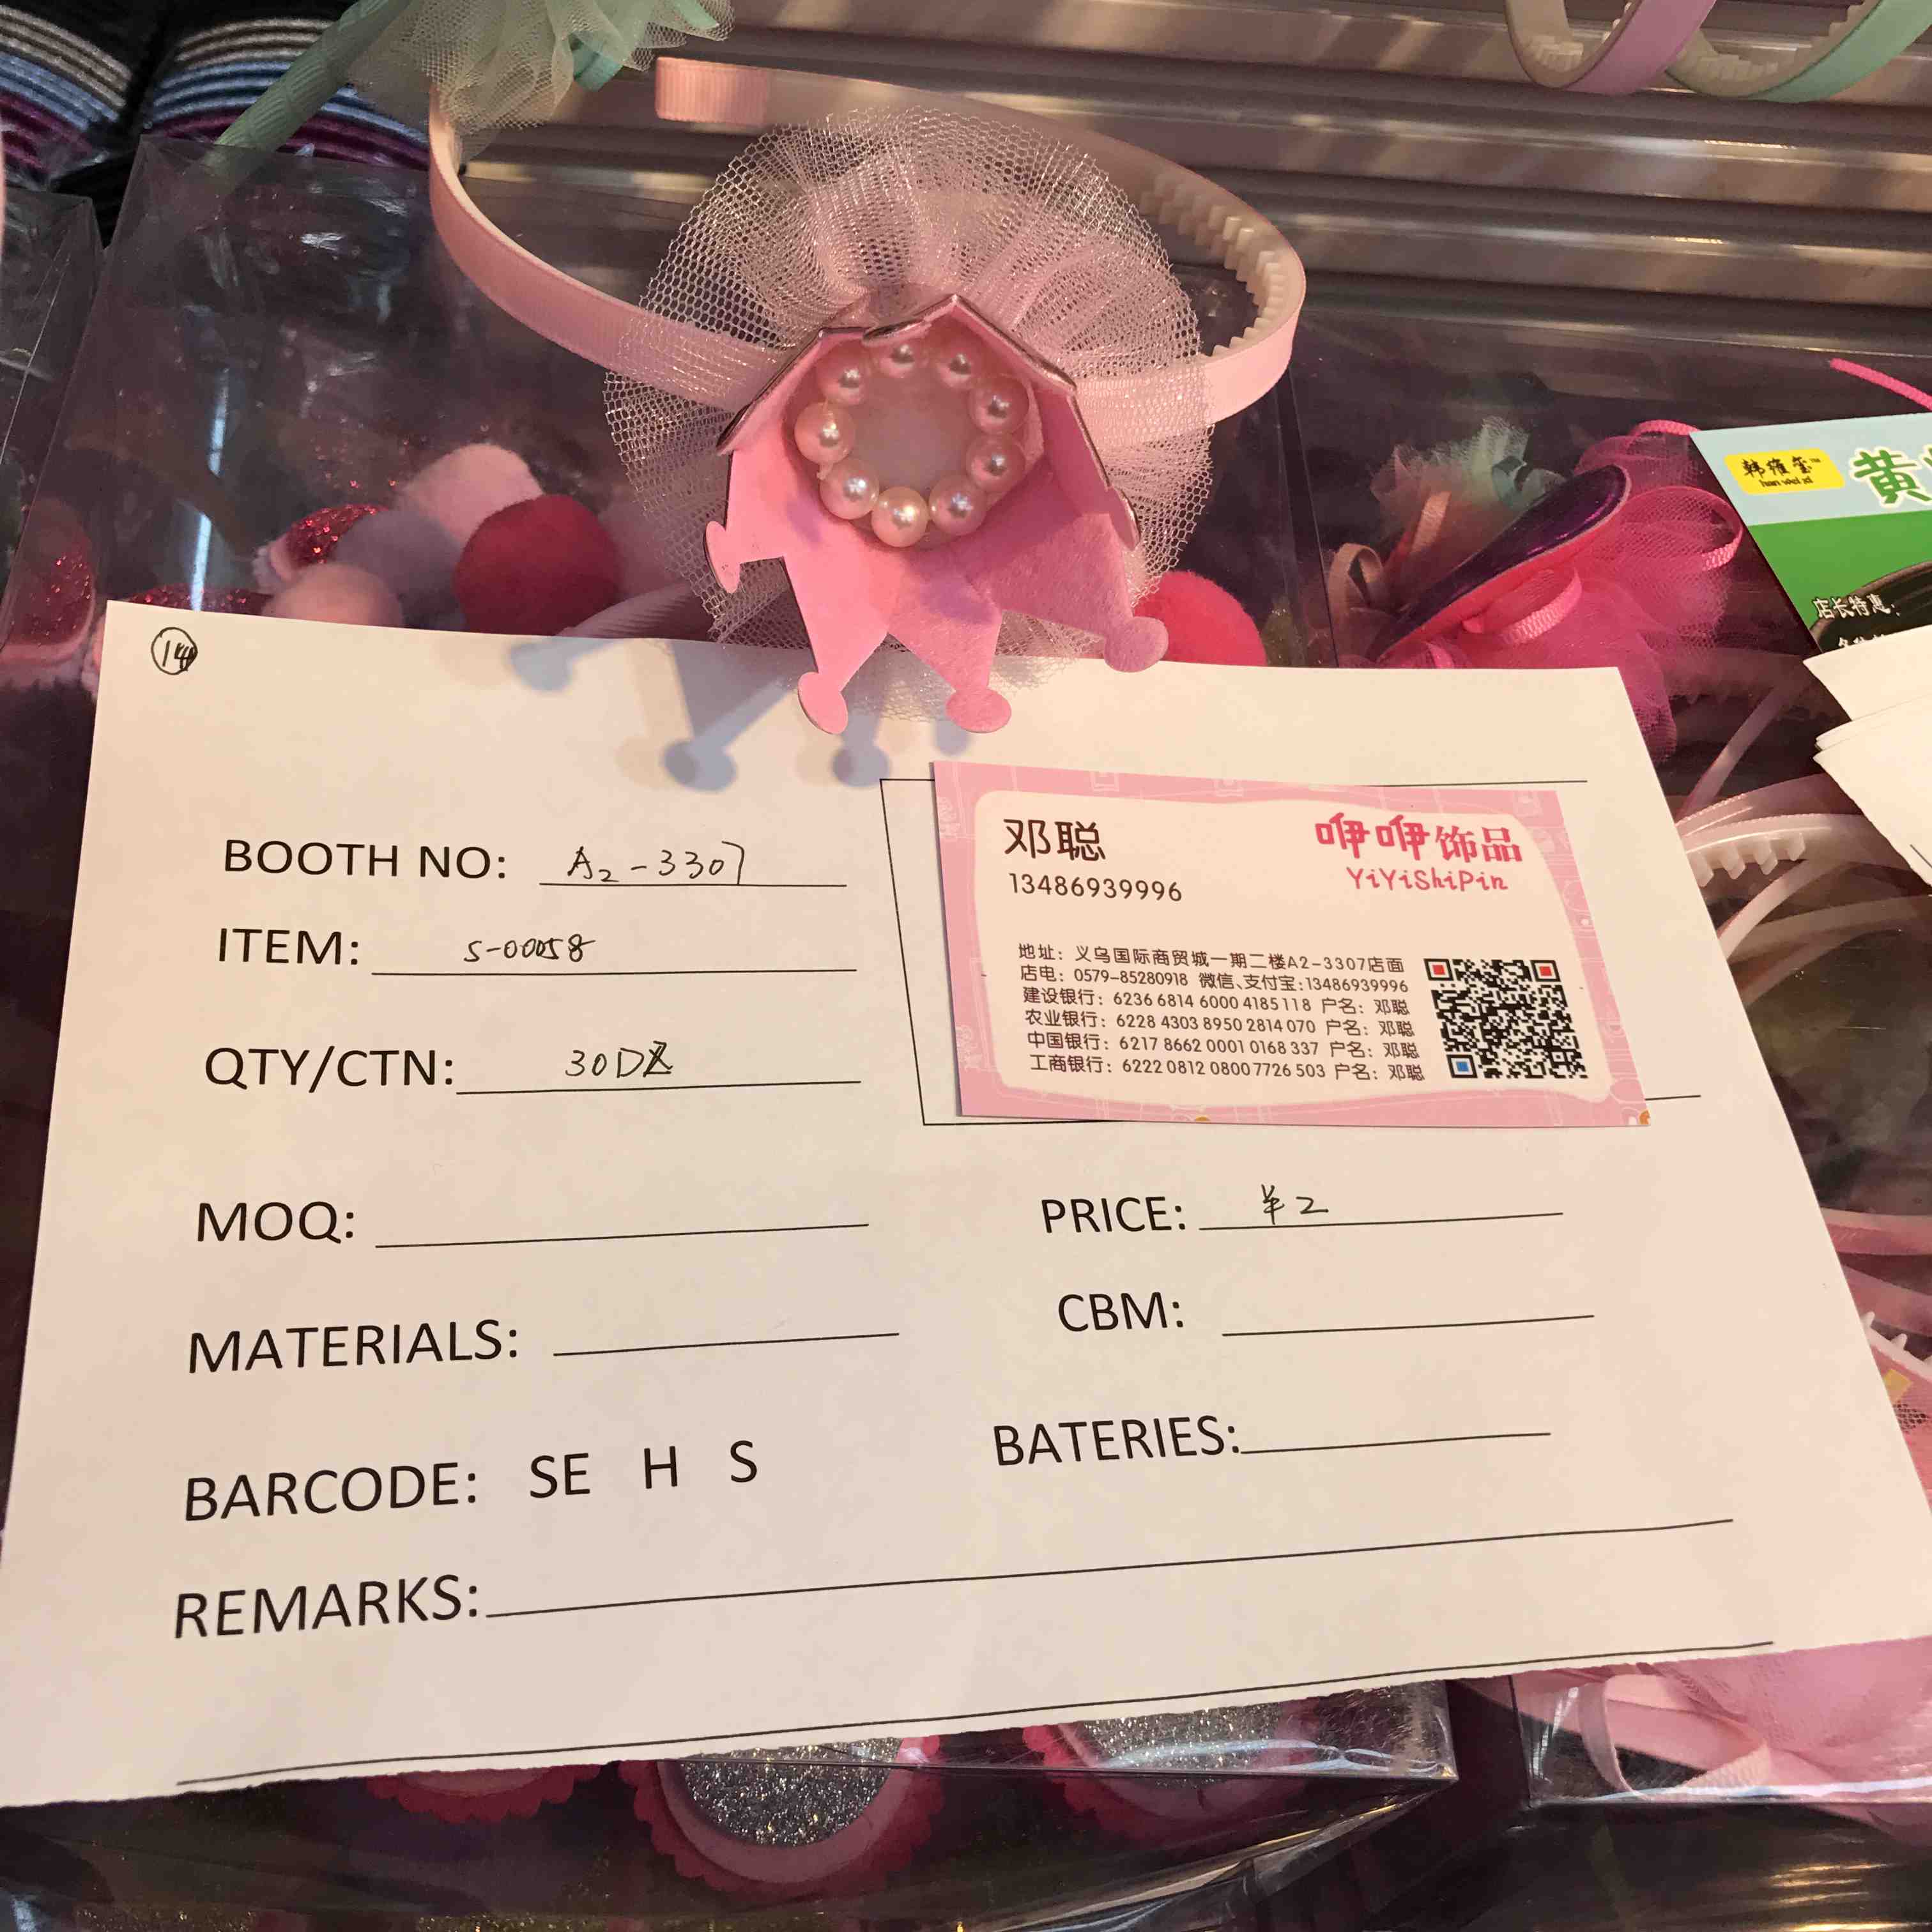 韩 玺
黄
店长特惠:
14
BOOTH NO: A2-3307
ITEM: S-00058
QTY/CTN: 30DZ
邓聪
13486939996
咿咿饰品
YiYiShiPin
地址: 义乌国际商贸城一期二楼A2-3307店面
店电: 0579-85280918 微信、支付宝:13486939996
建设银行: 6236 6814 6000 4185118 户名: 邓聪
农业银行: 6228 4303 8950 2814 070 户名: 邓聪
中国银行: 6217 8662 0001 0168 337 户名: 邓聪
工商银行: 6222 0812 0800 7726 503 户名: 邓聪
MOQ:
PRICE: ¥2
MATERIALS:
CBM:
BARCODE: SE H S
BATERIES:
REMARKS: